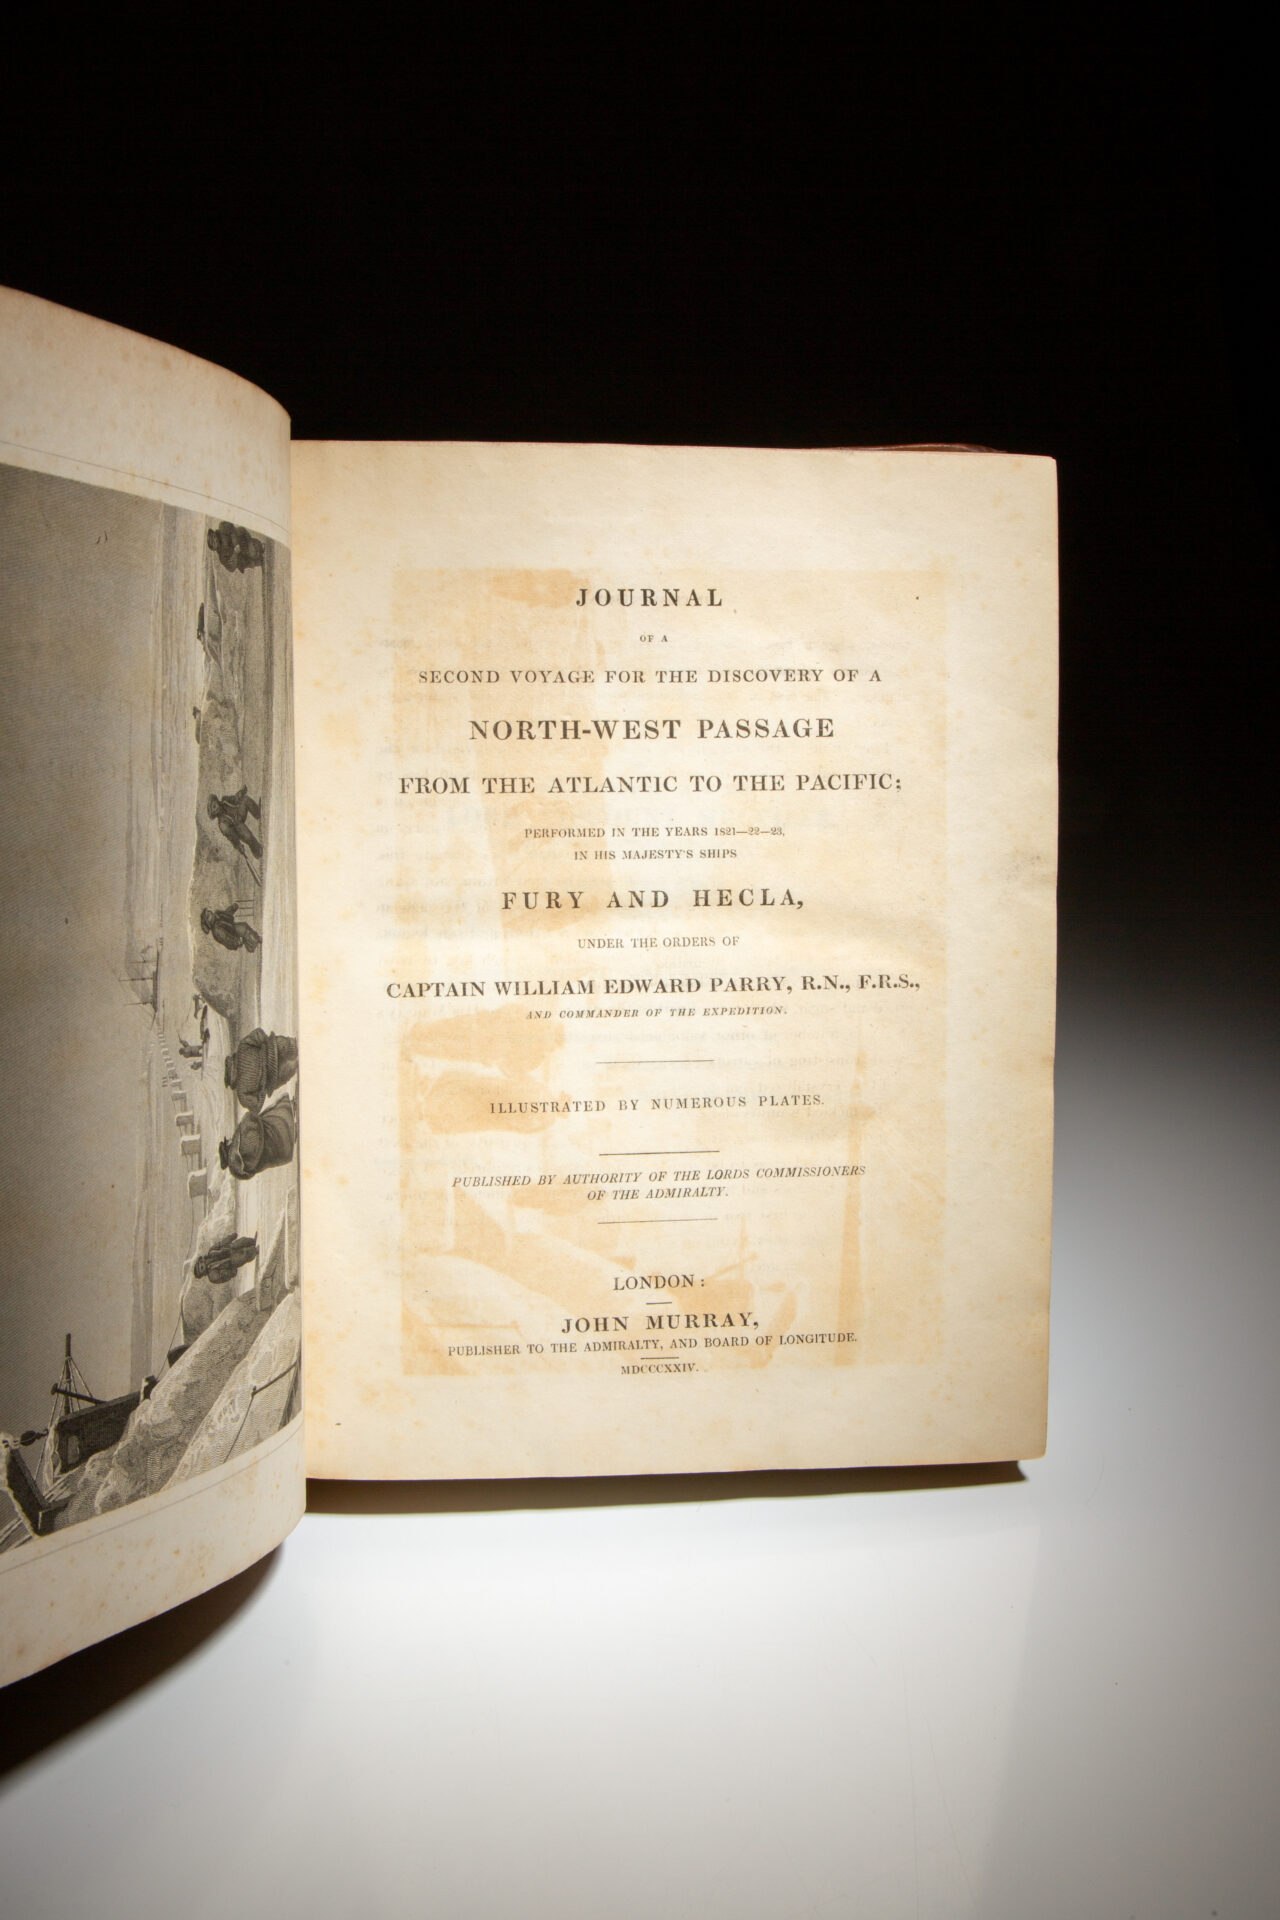 JOURNAL
OF A
SECOND VOYAGE FOR THE DISCOVERY OF A
NORTH-WEST PASSAGE
FROM THE ATLANTIC TO THE PACIFIC;
PERFORMED IN THE YEARS 1821—22—23,
IN HIS MAJESTY'S SHIPS
FURY AND HECLA,
UNDER THE ORDERS OF
CAPTAIN WILLIAM EDWARD PARRY, R.N., F.R.S.,
AND COMMANDER OF THE EXPEDITION.
ILLUSTRATED BY NUMEROUS PLATES.
PUBLISHED BY AUTHORITY OF THE LORDS COMMISSIONERS
OF THE ADMIRALTY.
LONDON:
JOHN MURRAY,
PUBLISHER TO THE ADMIRALTY, AND BOARD OF LONGITUDE.
MDCCCXXIV.